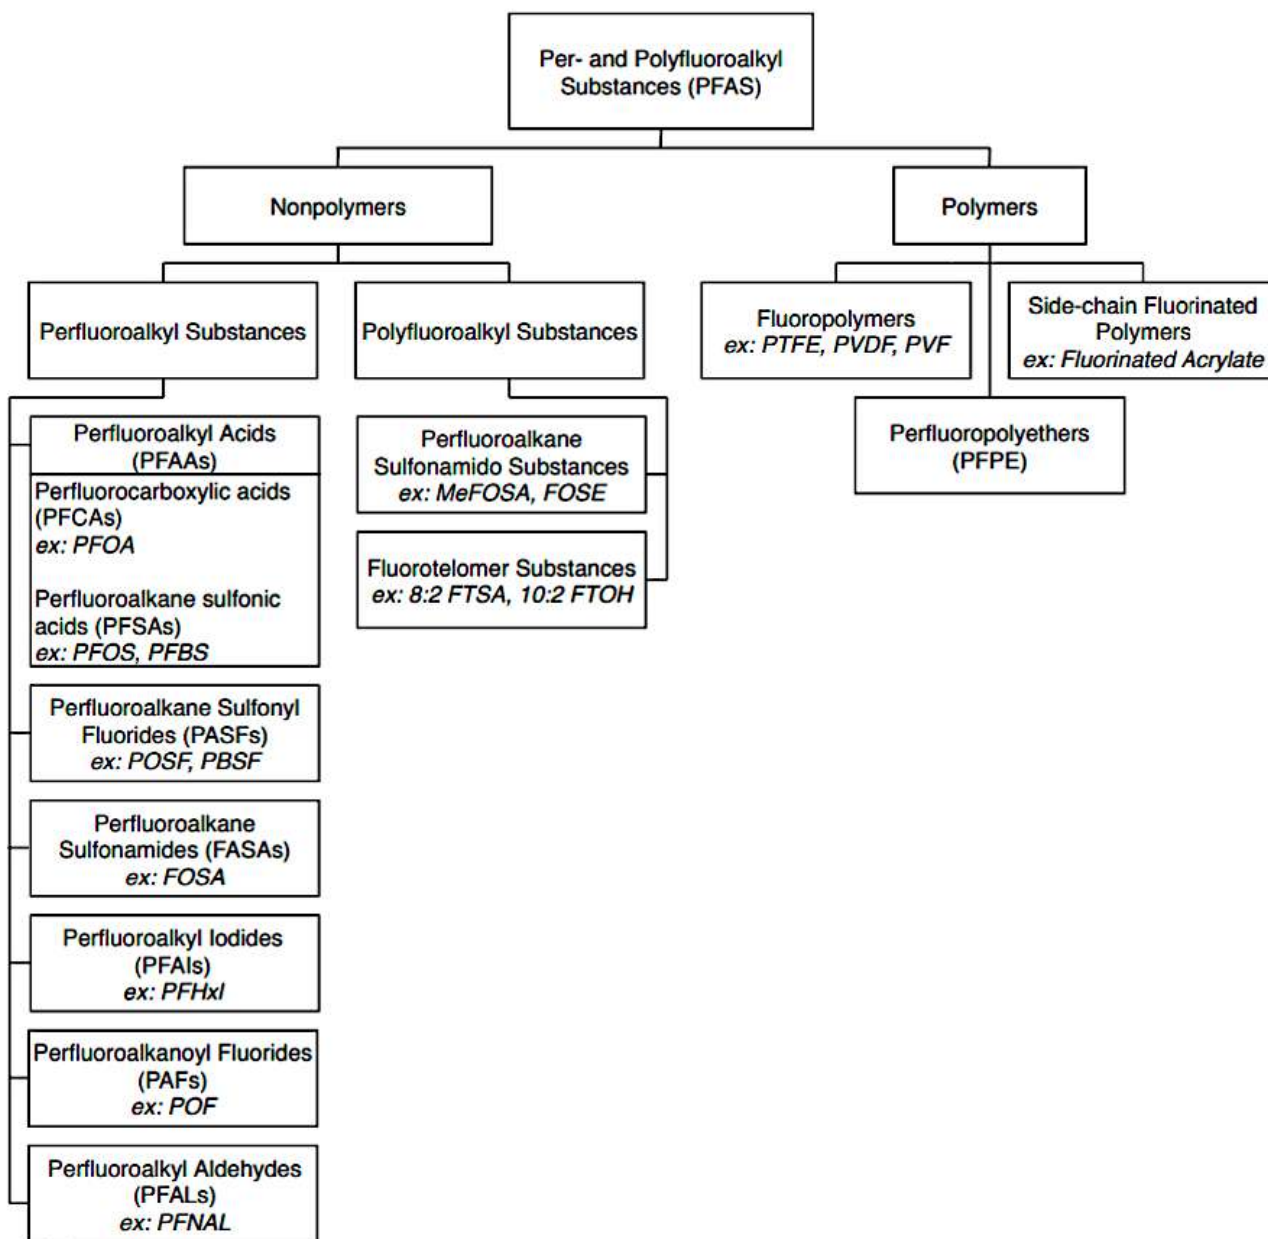 Per- and Polyfluoroalkyl
Substances (PFAS)
Nonpolymers
Polymers
Perfluoroalkyl Substances
Polyfluoroalkyl Substances
Fluoropolymers
ex: PTFE, PVDF, PVF
Side-chain Fluorinated
Polymers
ex: Fluorinated Acrylate
Perfluoropolyethers
(PFPE)
Perfluoroalkyl Acids
(PFAAs)
Perfluorocarboxylic acids
(PFCAs)
ex: PFOA
Perfluoroalkane sulfonic
acids (PFSAs)
ex: PFOS, PFBS
Perfluoroalkane Sulfonyl
Fluorides (PASFs)
ex: POSF, PBSF
Perfluoroalkane
Sulfonamides (FASAs)
ex: FOSA
Perfluoroalkyl Iodides
(PFAIs)
ex: PFHxI
Perfluoroalkanoyl Fluorides
(PAFs)
ex: POF
Perfluoroalkyl Aldehydes
(PFALs)
ex: PFNAL
Perfluoroalkane
Sulfonamido Substances
ex: MeFOSA, FOSE
Fluorotelomer Substances
ex: 8:2 FTSA, 10:2 FTOH